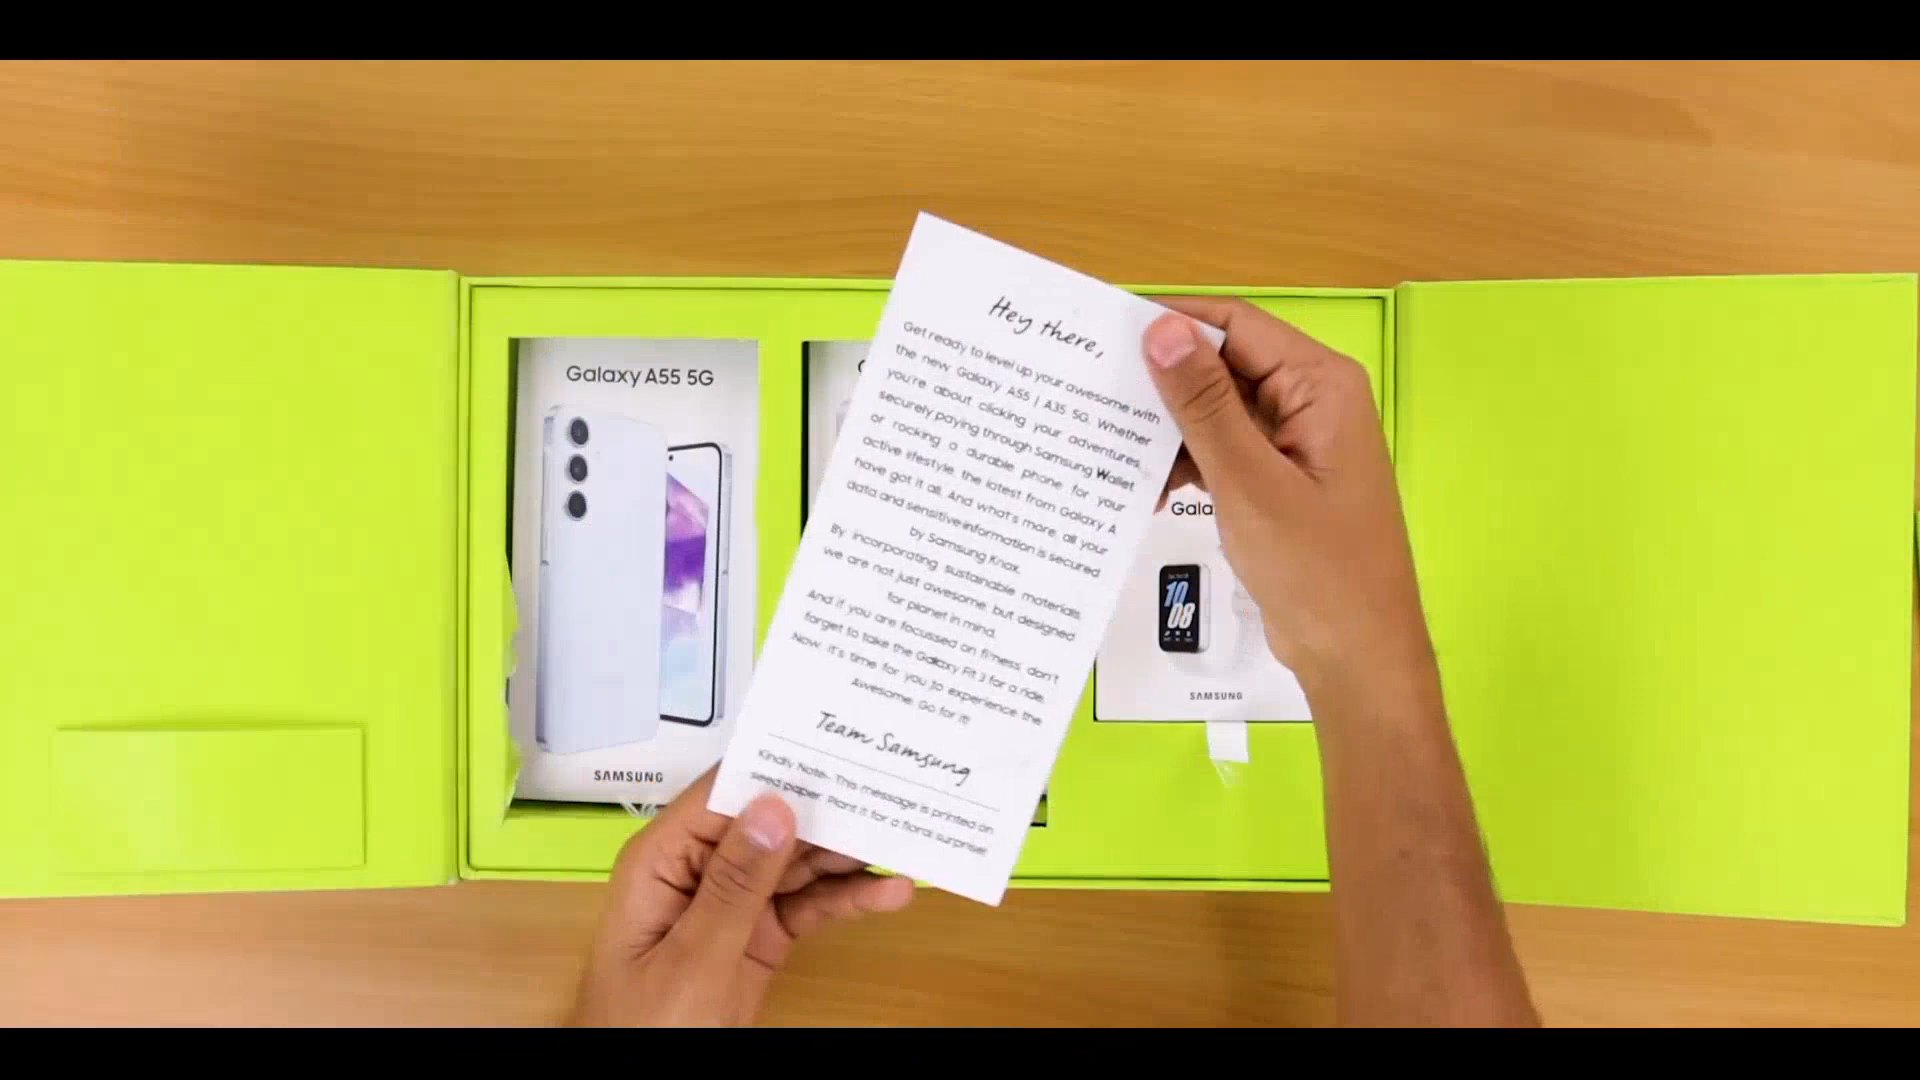 Galaxy A55 5G
SAMSUNG
Hey there,
Get ready to level up your awesome with
the new Galaxy A55 | A35 5G. Whether
you're about clicking your adventures,
securely paying through Samsung Wallet,
or rocking a durable phone for your
active lifestyle, the latest from Galaxy A
have got it all. And what's more, all your
data and sensitive information is secured
by Samsung Knox.
By incorporating sustainable materials,
we are not just awesome, but designed
for planet in mind.
And if you are focussed on fitness, don't
forget to take the Galaxy Fit 3 for a ride.
Now, it's time for you to experience the
Awesome. Go for it!
Team Samsung
Kindly Note- This message is printed on
seed paper. Plant it for a floral surprise!
Gala
10
08
SAMSUNG